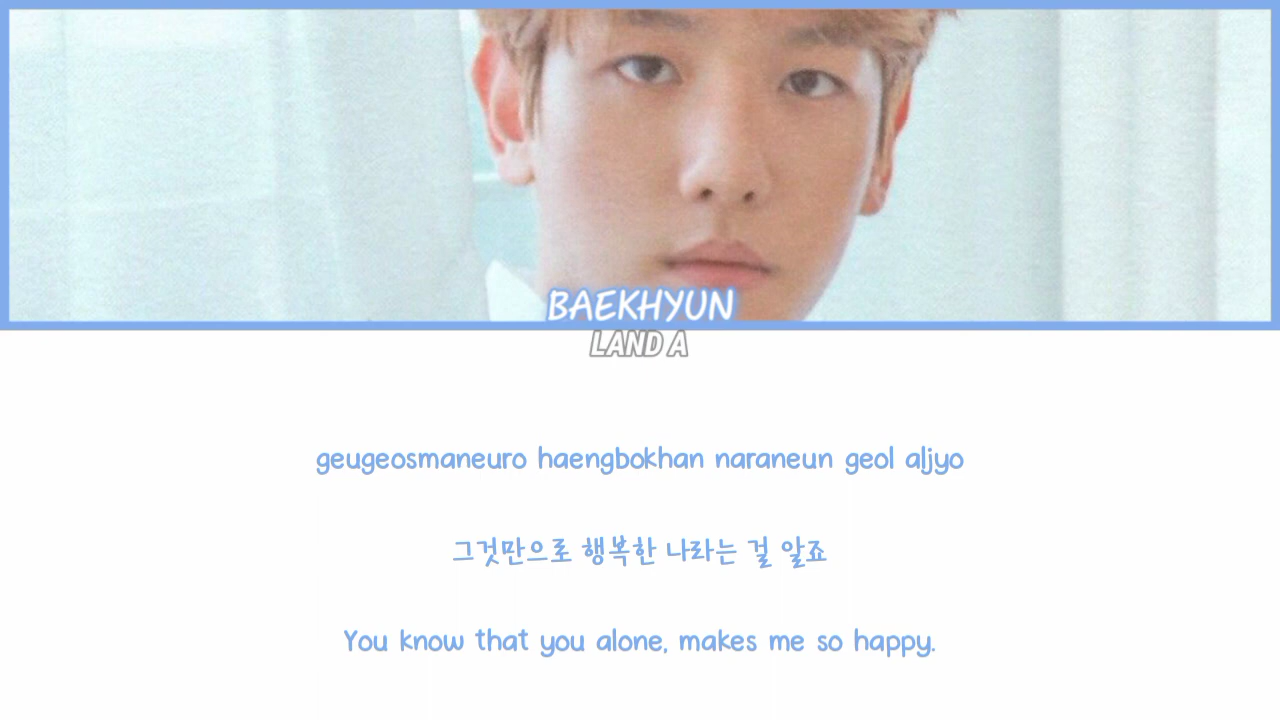 BAEKHYUN
LAND A
geugeosmaneuro haengbokhan naraneun geol aljyo
그것만으로 행복한 나라는 걸 알죠
You know that you alone, makes me so happy.